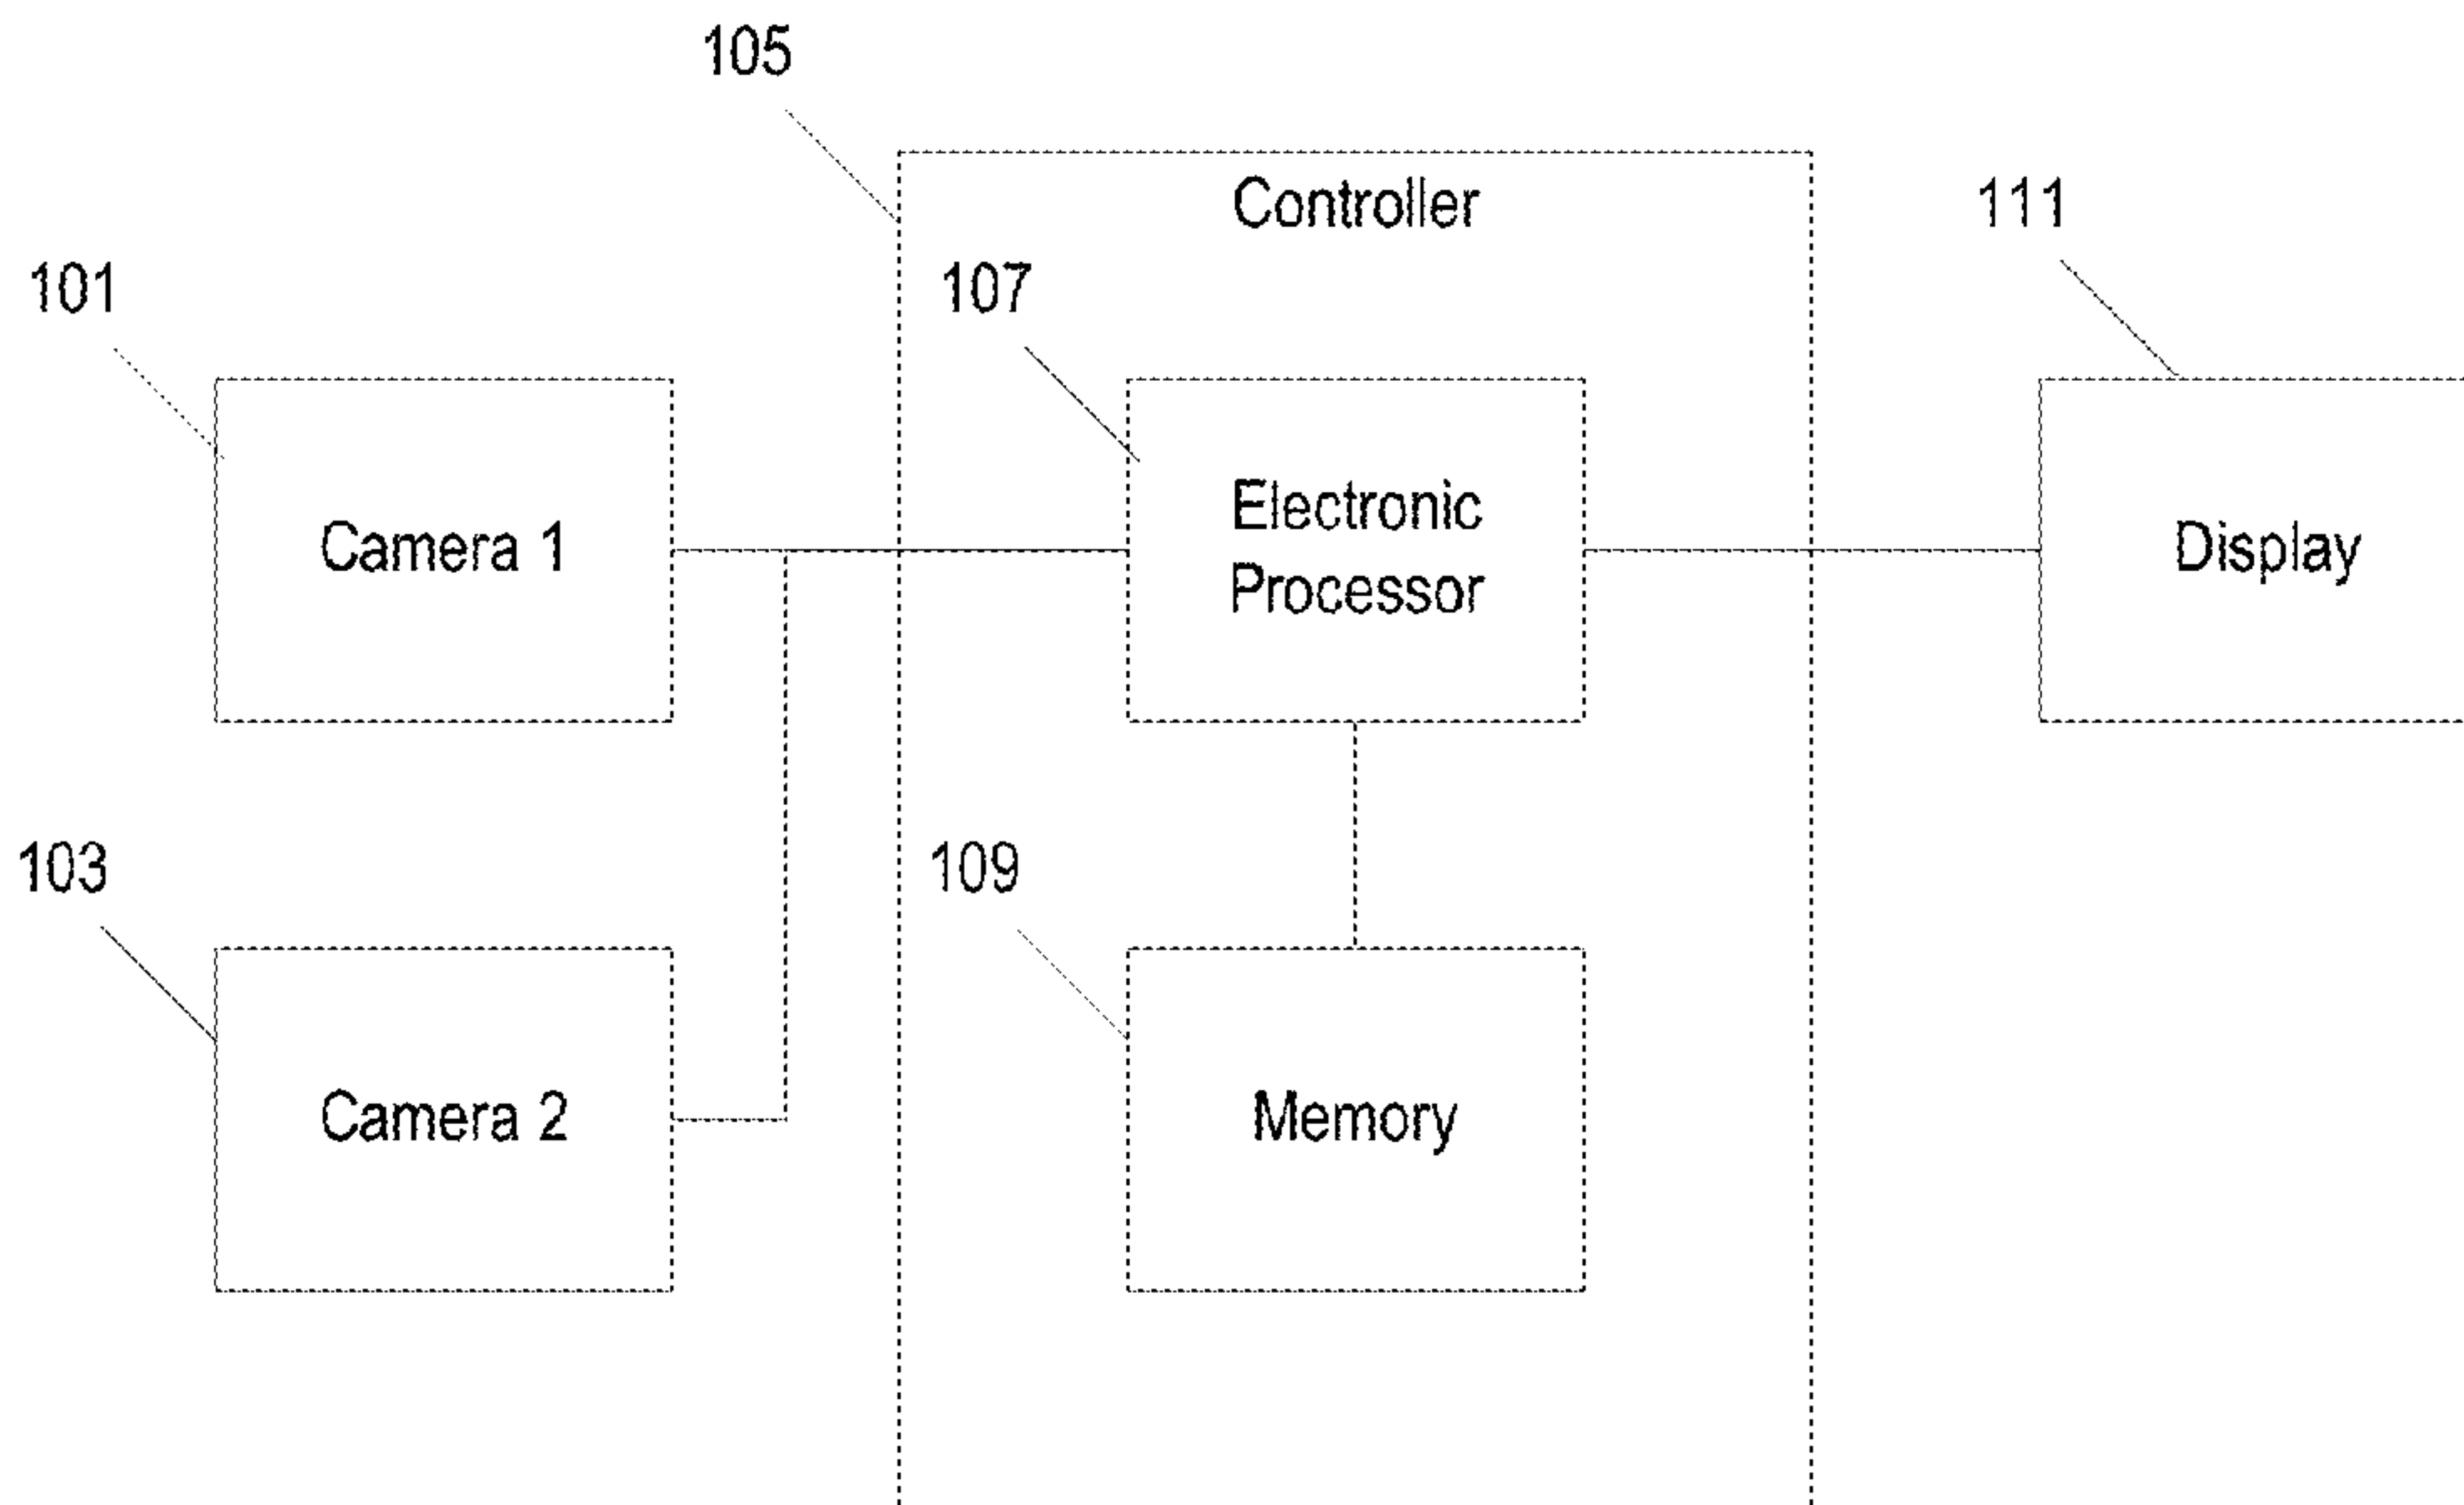 105
Controller
111
101
107
Camera 1
Electronic
Processor
Display
103
109
Camera 2
Memory